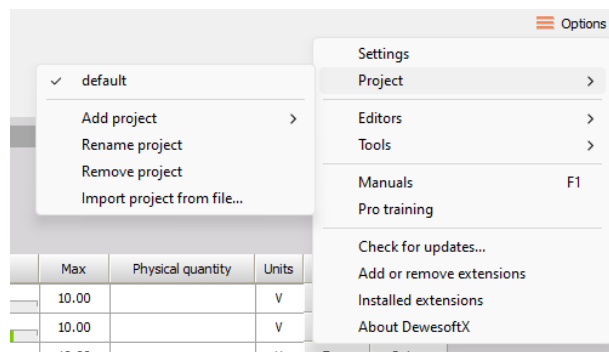 Options
Settings
Project
Editors
Tools
Manuals F1
Pro training
Check for updates...
Add or remove extensions
Installed extensions
About DewesoftX
default
Add project
Rename project
Remove project
Import project from file...
Max Physical quantity Units
10.00 V
10.00 V